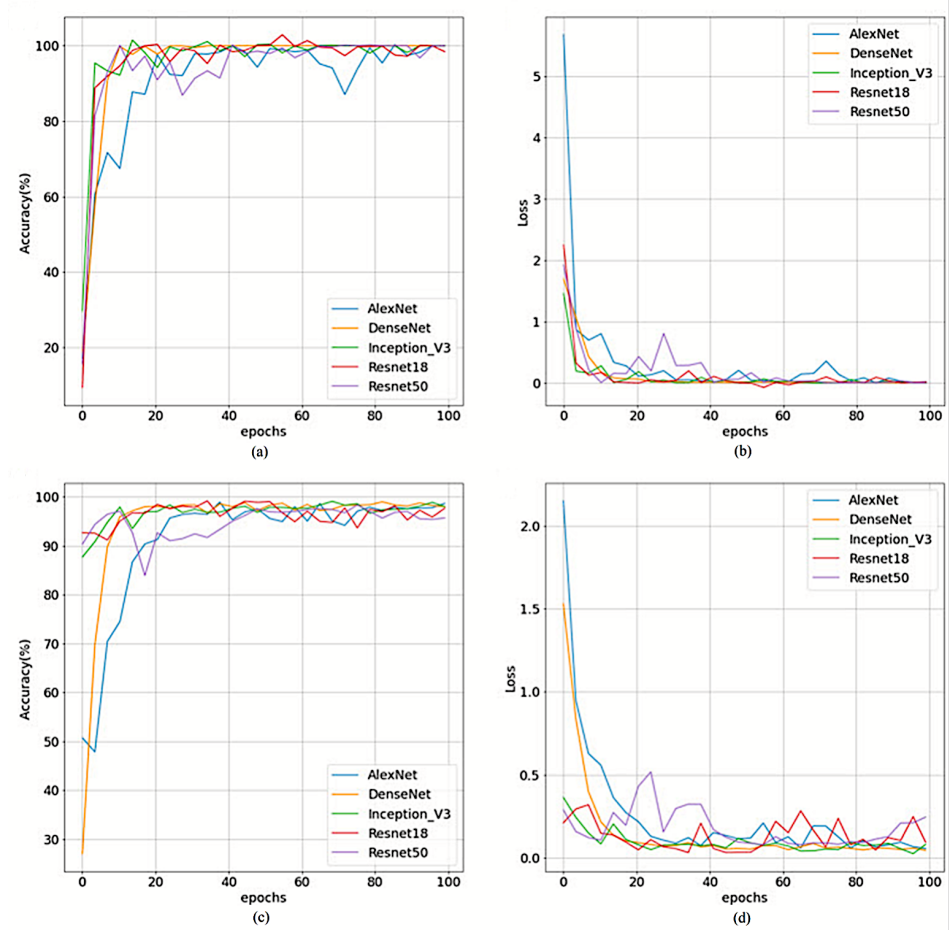 100
80
60
40
20
Accuracy(%)
AlexNet
DenseNet
Inception_V3
Resnet18
Resnet50
0 20 40 60 80 100
epochs
(a)
5
4
3
2
1
0
Loss
AlexNet
DenseNet
Inception_V3
Resnet18
Resnet50
0 20 40 60 80 100
epochs
(b)
100
90
80
70
60
50
40
30
Accuracy(%)
AlexNet
DenseNet
Inception_V3
Resnet18
Resnet50
0 20 40 60 80 100
epochs
(c)
2.0
1.5
1.0
0.5
0.0
Loss
AlexNet
DenseNet
Inception_V3
Resnet18
Resnet50
0 20 40 60 80 100
epochs
(d)